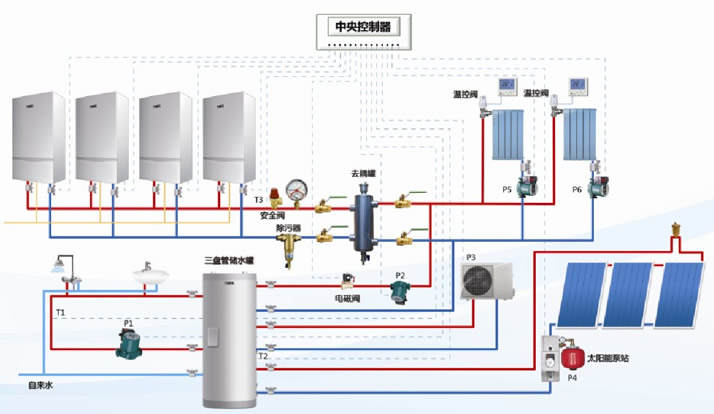 中央控制器
温控阀
温控阀
去耦罐
T3
安全阀
P5
P6
除污器
三盘管储水罐
P3
P2
电磁阀
T1
P1
T2
太阳能泵站
自来水
P4